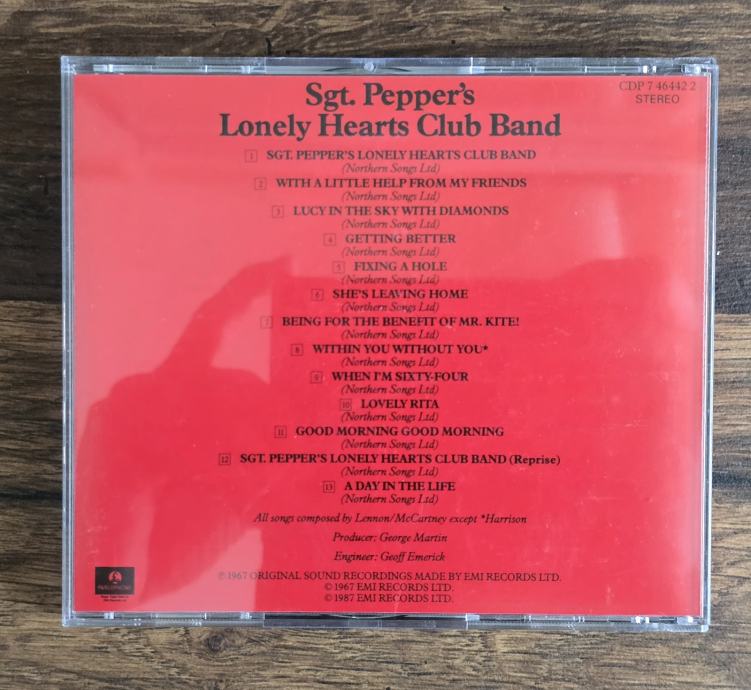 Sgt. Pepper's
Lonely Hearts Club Band
CDP 7 46442 2
STEREO
1 SGT. PEPPER'S LONELY HEARTS CLUB BAND
(Northern Songs Ltd)
2 WITH A LITTLE HELP FROM MY FRIENDS
(Northern Songs Ltd)
3 LUCY IN THE SKY WITH DIAMONDS
(Northern Songs Ltd)
4 GETTING BETTER
(Northern Songs Ltd)
5 FIXING A HOLE
(Northern Songs Ltd)
6 SHE'S LEAVING HOME
(Northern Songs Ltd)
7 BEING FOR THE BENEFIT OF MR. KITE!
(Northern Songs Ltd)
8 WITHIN YOU WITHOUT YOU*
(Northern Songs Ltd)
9 WHEN I'M SIXTY-FOUR
(Northern Songs Ltd)
10 LOVELY RITA
(Northern Songs Ltd)
11 GOOD MORNING GOOD MORNING
(Northern Songs Ltd)
12 SGT. PEPPER'S LONELY HEARTS CLUB BAND (Reprise)
(Northern Songs Ltd)
13 A DAY IN THE LIFE
(Northern Songs Ltd)
All songs composed by Lennon/McCartney except *Harrison
Producer: George Martin
Engineer: Geoff Emerick
℗ 1967 ORIGINAL SOUND RECORDINGS MADE BY EMI RECORDS LTD.
© 1967 EMI RECORDS LTD.
© 1987 EMI RECORDS LTD.
PARLOPHONE